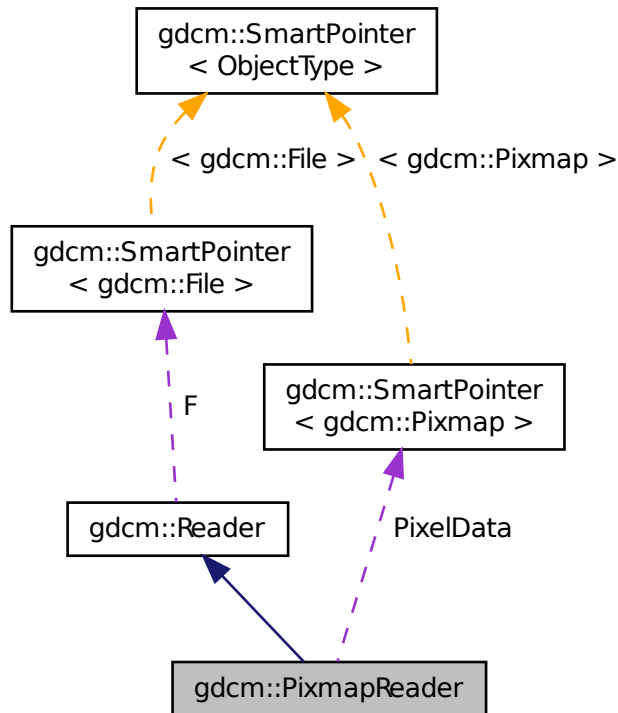 gdcm::SmartPointer
< ObjectType >
< gdcm::File >
< gdcm::Pixmap >
gdcm::SmartPointer
< gdcm::File >
gdcm::SmartPointer
< gdcm::Pixmap >
F
gdcm::Reader
PixelData
gdcm::PixmapReader